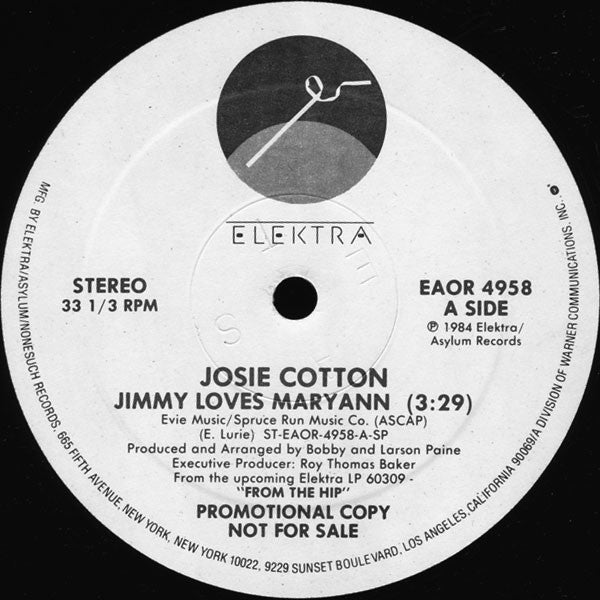 ELEKTRA
STEREO
33 1/3 RPM
EAOR 4958
A SIDE
Ⓟ 1984 Elektra/
Asylum Records
JOSIE COTTON
JIMMY LOVES MARYANN (3:29)
Evie Music/Spruce Run Music Co. (ASCAP)
(E. Lurie) ST-EAOR-4958-A-SP
Produced and Arranged by Bobby and Larson Paine
Executive Producer: Roy Thomas Baker
From the upcoming Elektra LP 60309 -
"FROM THE HIP"
PROMOTIONAL COPY
NOT FOR SALE
MFG. BY ELEKTRA/ASYLUM/NONESUCH RECORDS, 665 FIFTH AVENUE, NEW YORK, NEW YORK 10022, 9229 SUNSET BOULEVARD, LOS ANGELES, CALIFORNIA 90069/A DIVISION OF WARNER COMMUNICATIONS, INC.